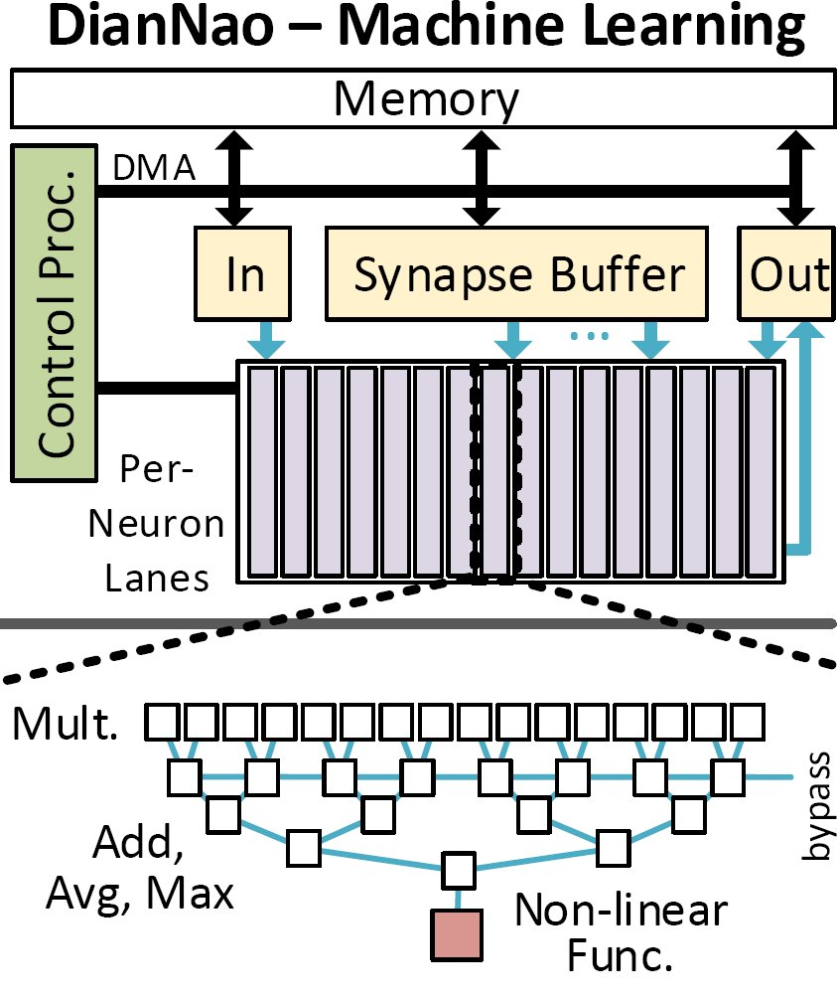 DianNao – Machine Learning
Memory
Control Proc.
DMA
In
Synapse Buffer
Out
...
Per-
Neuron
Lanes
Mult.
bypass
Add,
Avg, Max
Non-linear
Func.